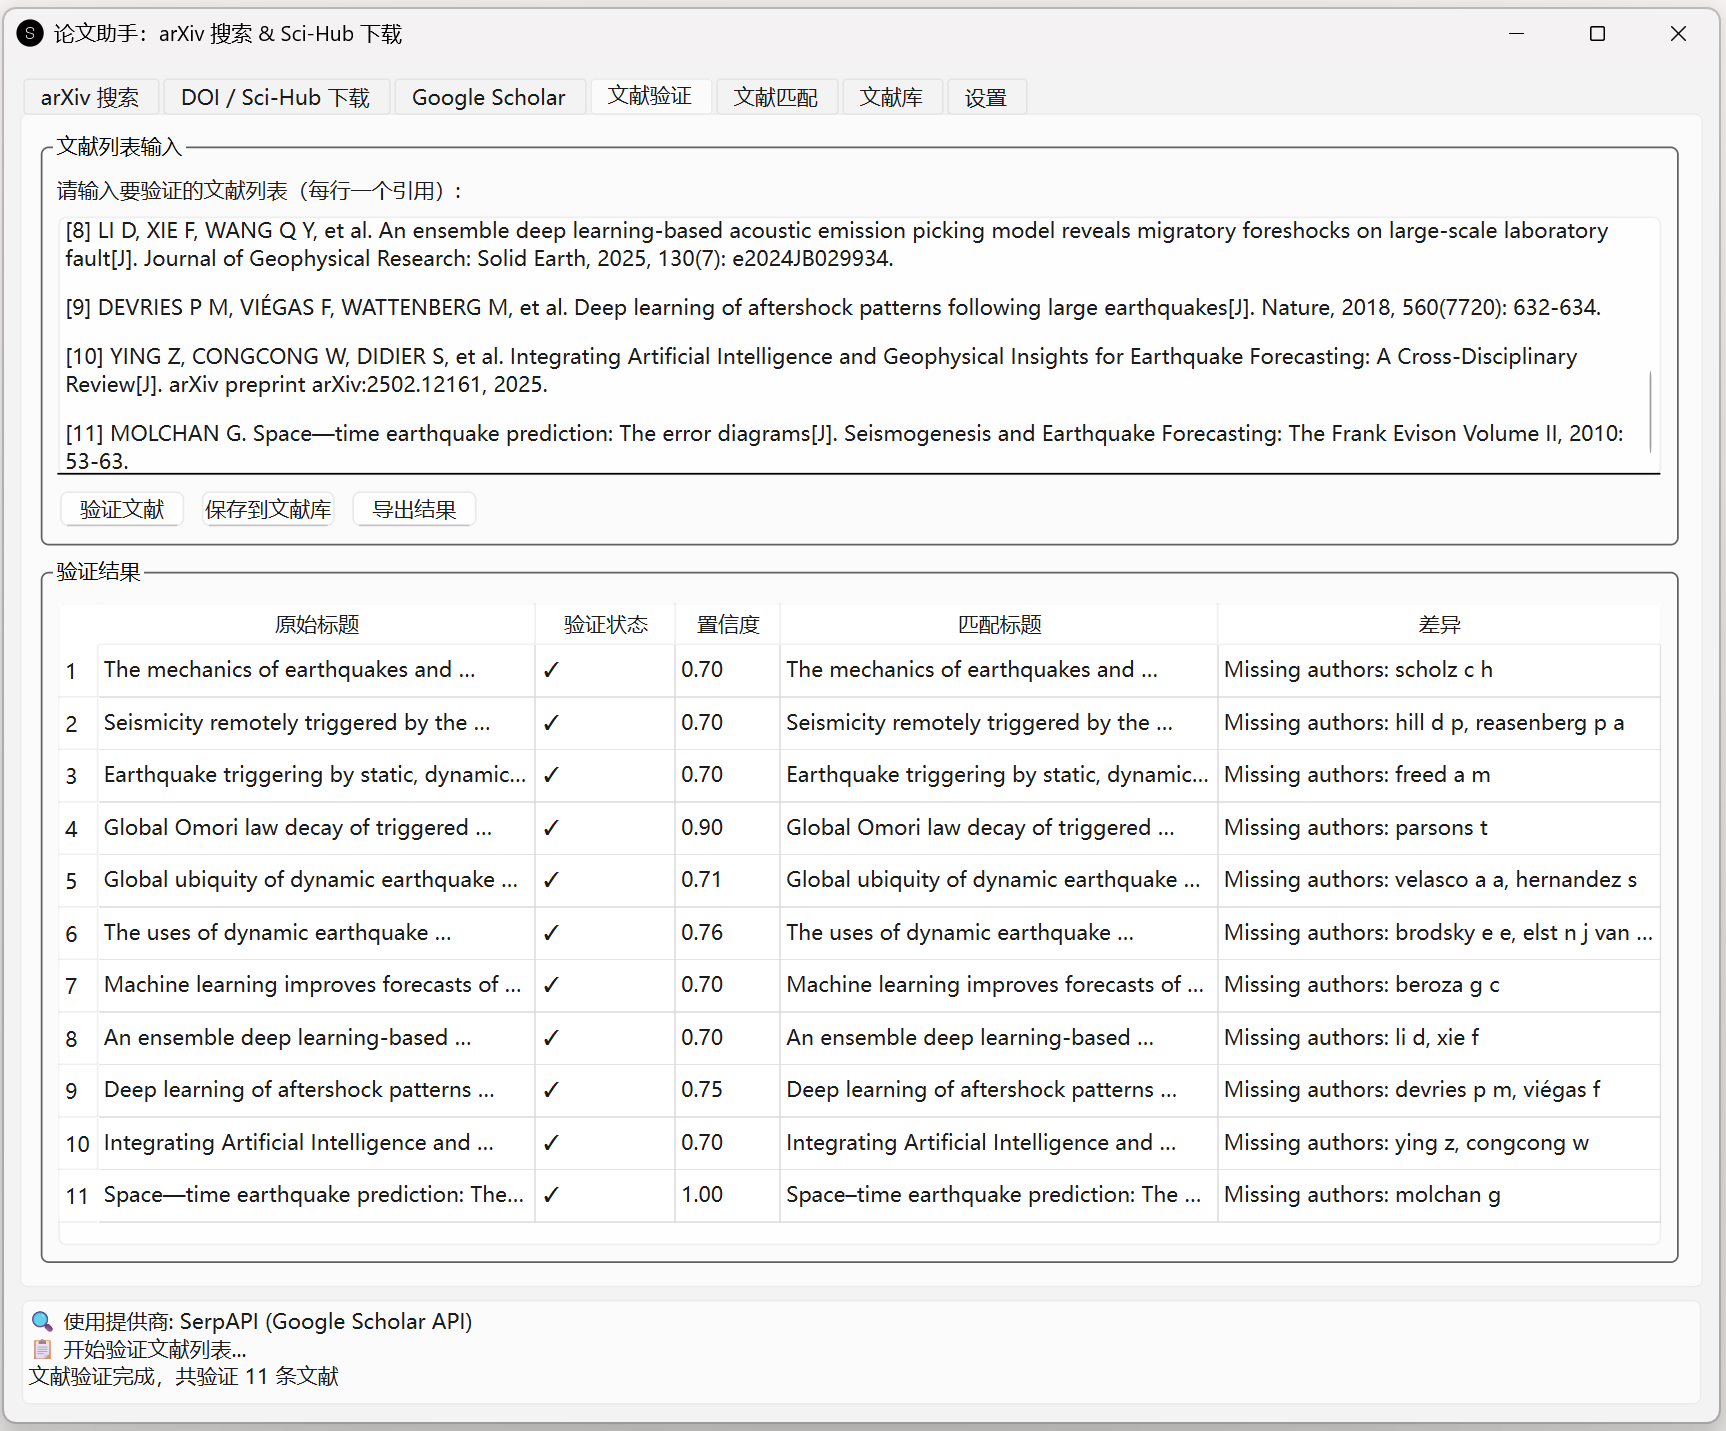 S 论文助手：arXiv 搜索 & Sci-Hub 下载
arXiv 搜索 DOI / Sci-Hub 下载 Google Scholar 文献验证 文献匹配 文献库 设置
文献列表输入
请输入要验证的文献列表（每行一个引用）:
[8] LI D, XIE F, WANG Q Y, et al. An ensemble deep learning-based acoustic emission picking model reveals migratory foreshocks on large-scale laboratory
fault[J]. Journal of Geophysical Research: Solid Earth, 2025, 130(7): e2024JB029934.
[9] DEVRIES P M, VIÉGAS F, WATTENBERG M, et al. Deep learning of aftershock patterns following large earthquakes[J]. Nature, 2018, 560(7720): 632-634.
[10] YING Z, CONGCONG W, DIDIER S, et al. Integrating Artificial Intelligence and Geophysical Insights for Earthquake Forecasting: A Cross-Disciplinary
Review[J]. arXiv preprint arXiv:2502.12161, 2025.
[11] MOLCHAN G. Space—time earthquake prediction: The error diagrams[J]. Seismogenesis and Earthquake Forecasting: The Frank Evison Volume II, 2010:
53-63.
验证文献 保存到文献库 导出结果
验证结果
原始标题 验证状态 置信度 匹配标题 差异
1 The mechanics of earthquakes and ... ✓ 0.70 The mechanics of earthquakes and ... Missing authors: scholz c h
2 Seismicity remotely triggered by the ... ✓ 0.70 Seismicity remotely triggered by the ... Missing authors: hill d p, reasenberg p a
3 Earthquake triggering by static, dynamic... ✓ 0.70 Earthquake triggering by static, dynamic... Missing authors: freed a m
4 Global Omori law decay of triggered ... ✓ 0.90 Global Omori law decay of triggered ... Missing authors: parsons t
5 Global ubiquity of dynamic earthquake ... ✓ 0.71 Global ubiquity of dynamic earthquake ... Missing authors: velasco a a, hernandez s
6 The uses of dynamic earthquake ... ✓ 0.76 The uses of dynamic earthquake ... Missing authors: brodsky e e, elst n j van ...
7 Machine learning improves forecasts of ... ✓ 0.70 Machine learning improves forecasts of ... Missing authors: beroza g c
8 An ensemble deep learning-based ... ✓ 0.70 An ensemble deep learning-based ... Missing authors: li d, xie f
9 Deep learning of aftershock patterns ... ✓ 0.75 Deep learning of aftershock patterns ... Missing authors: devries p m, viégas f
10 Integrating Artificial Intelligence and ... ✓ 0.70 Integrating Artificial Intelligence and ... Missing authors: ying z, congcong w
11 Space—time earthquake prediction: The... ✓ 1.00 Space–time earthquake prediction: The ... Missing authors: molchan g
🔍 使用提供商: SerpAPI (Google Scholar API)
📋 开始验证文献列表...
文献验证完成，共验证 11 条文献